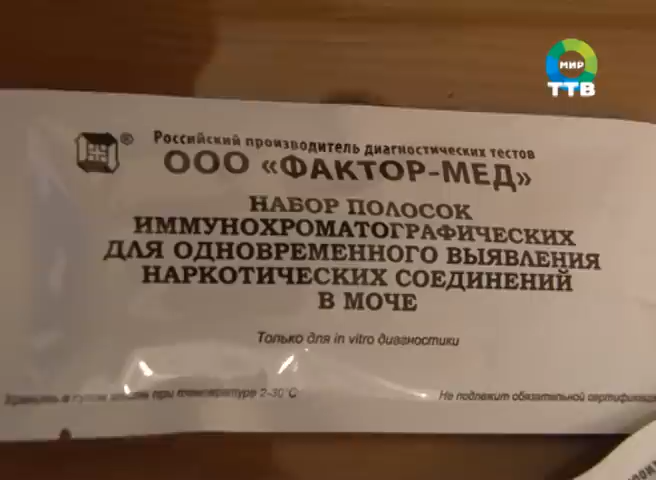 МИР
ТТВ
®
Российский производитель диагностических тестов
ООО «ФАКТОР-МЕД»
НАБОР ПОЛОСОК
ИММУНОХРОМАТОГРАФИЧЕСКИХ
ДЛЯ ОДНОВРЕМЕННОГО ВЫЯВЛЕНИЯ
НАРКОТИЧЕСКИХ СОЕДИНЕНИЙ
В МОЧЕ
Только для in vitro диагностики
при температуре 2-30°С
Не подлежит обязательной сертификаци